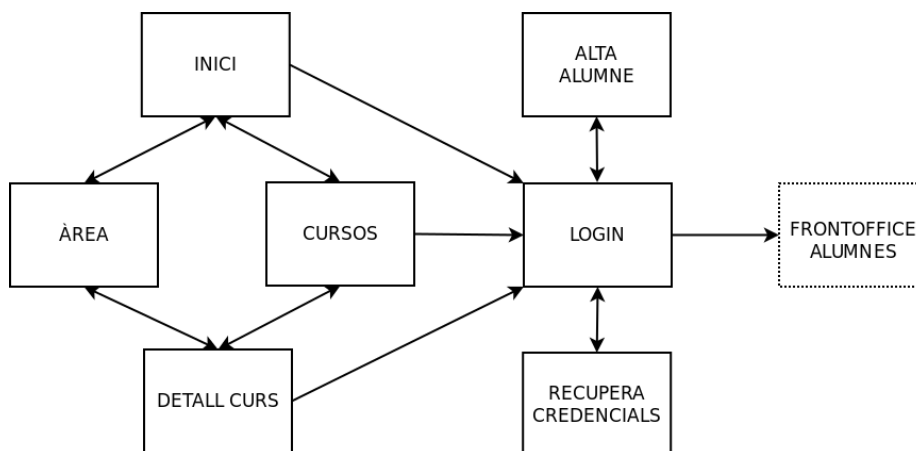 INICI
ALTA
ALUMNE
ÀREA
CURSOS
LOGIN
FRONTOFFICE
ALUMNES
DETALL CURS
RECUPERA
CREDENCIALS